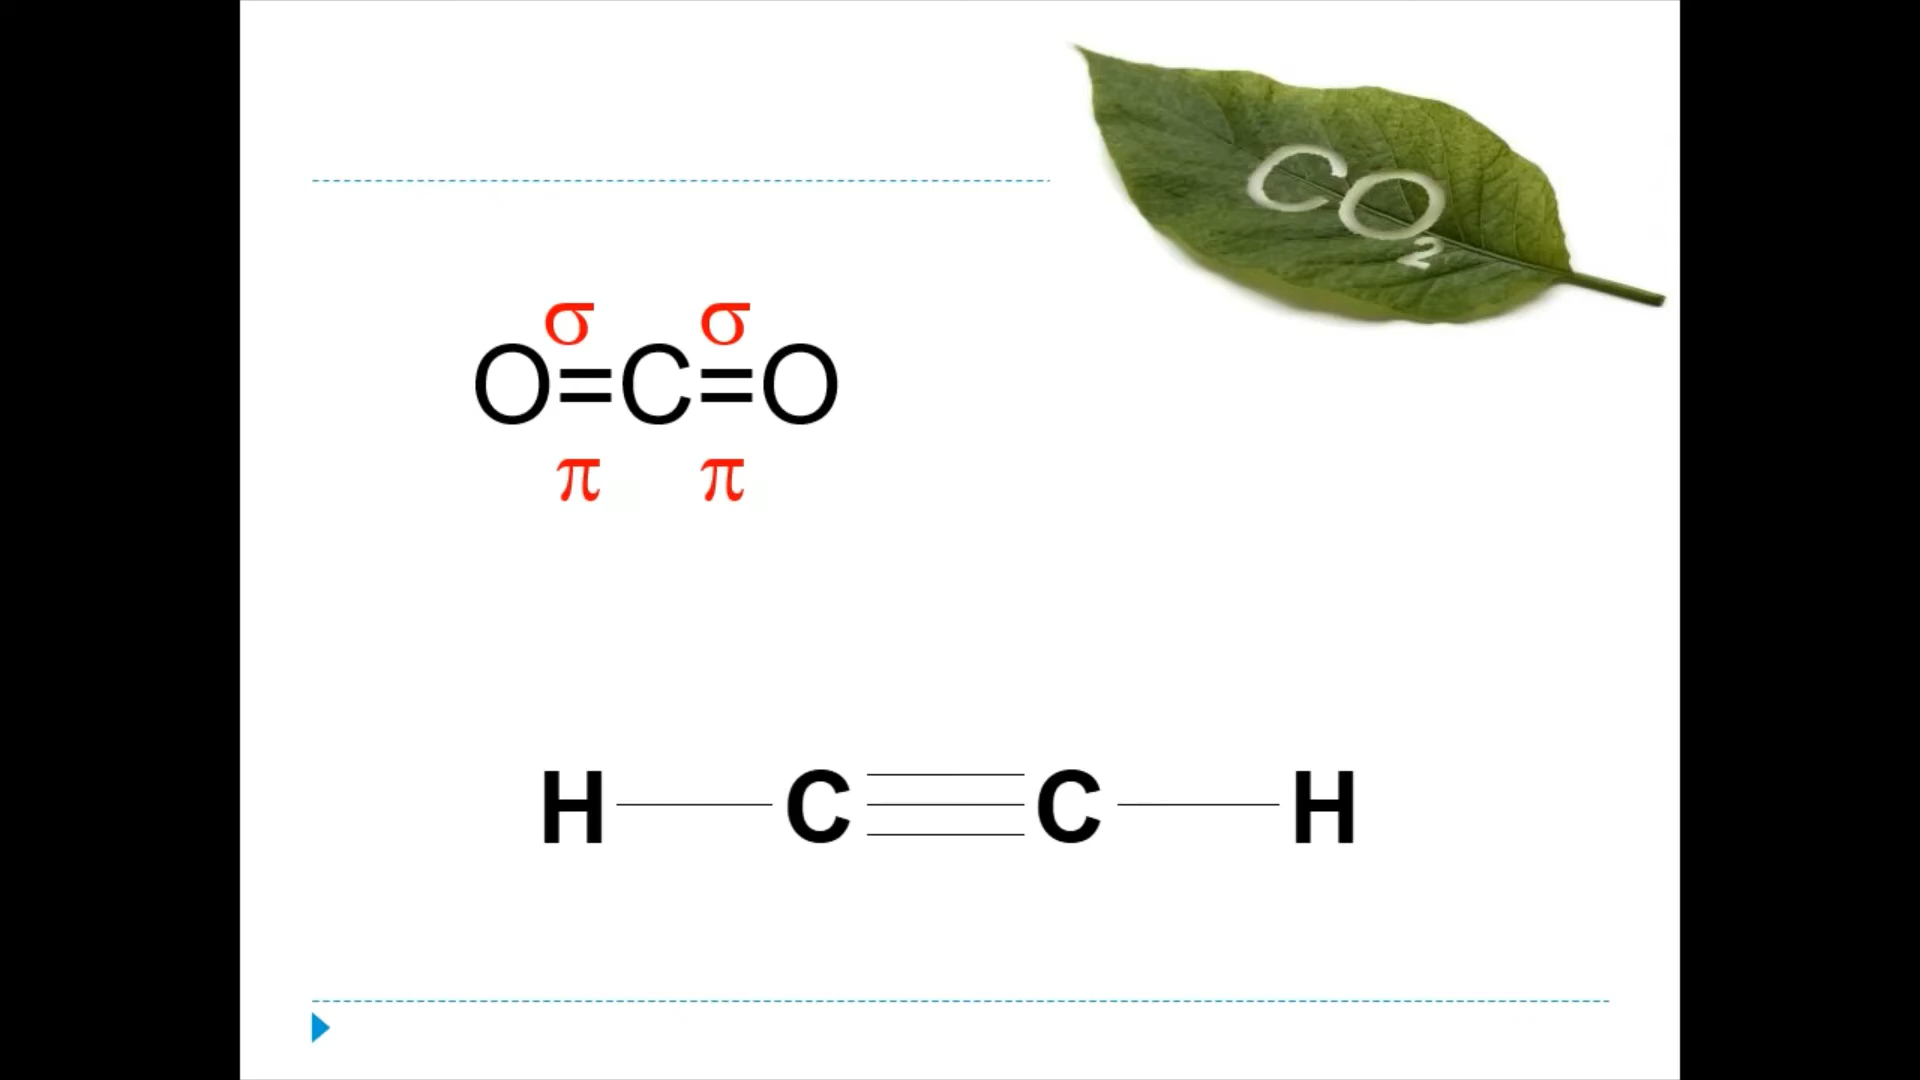 CO₂
σ σ
O=C=O
π π
H—C≡C—H